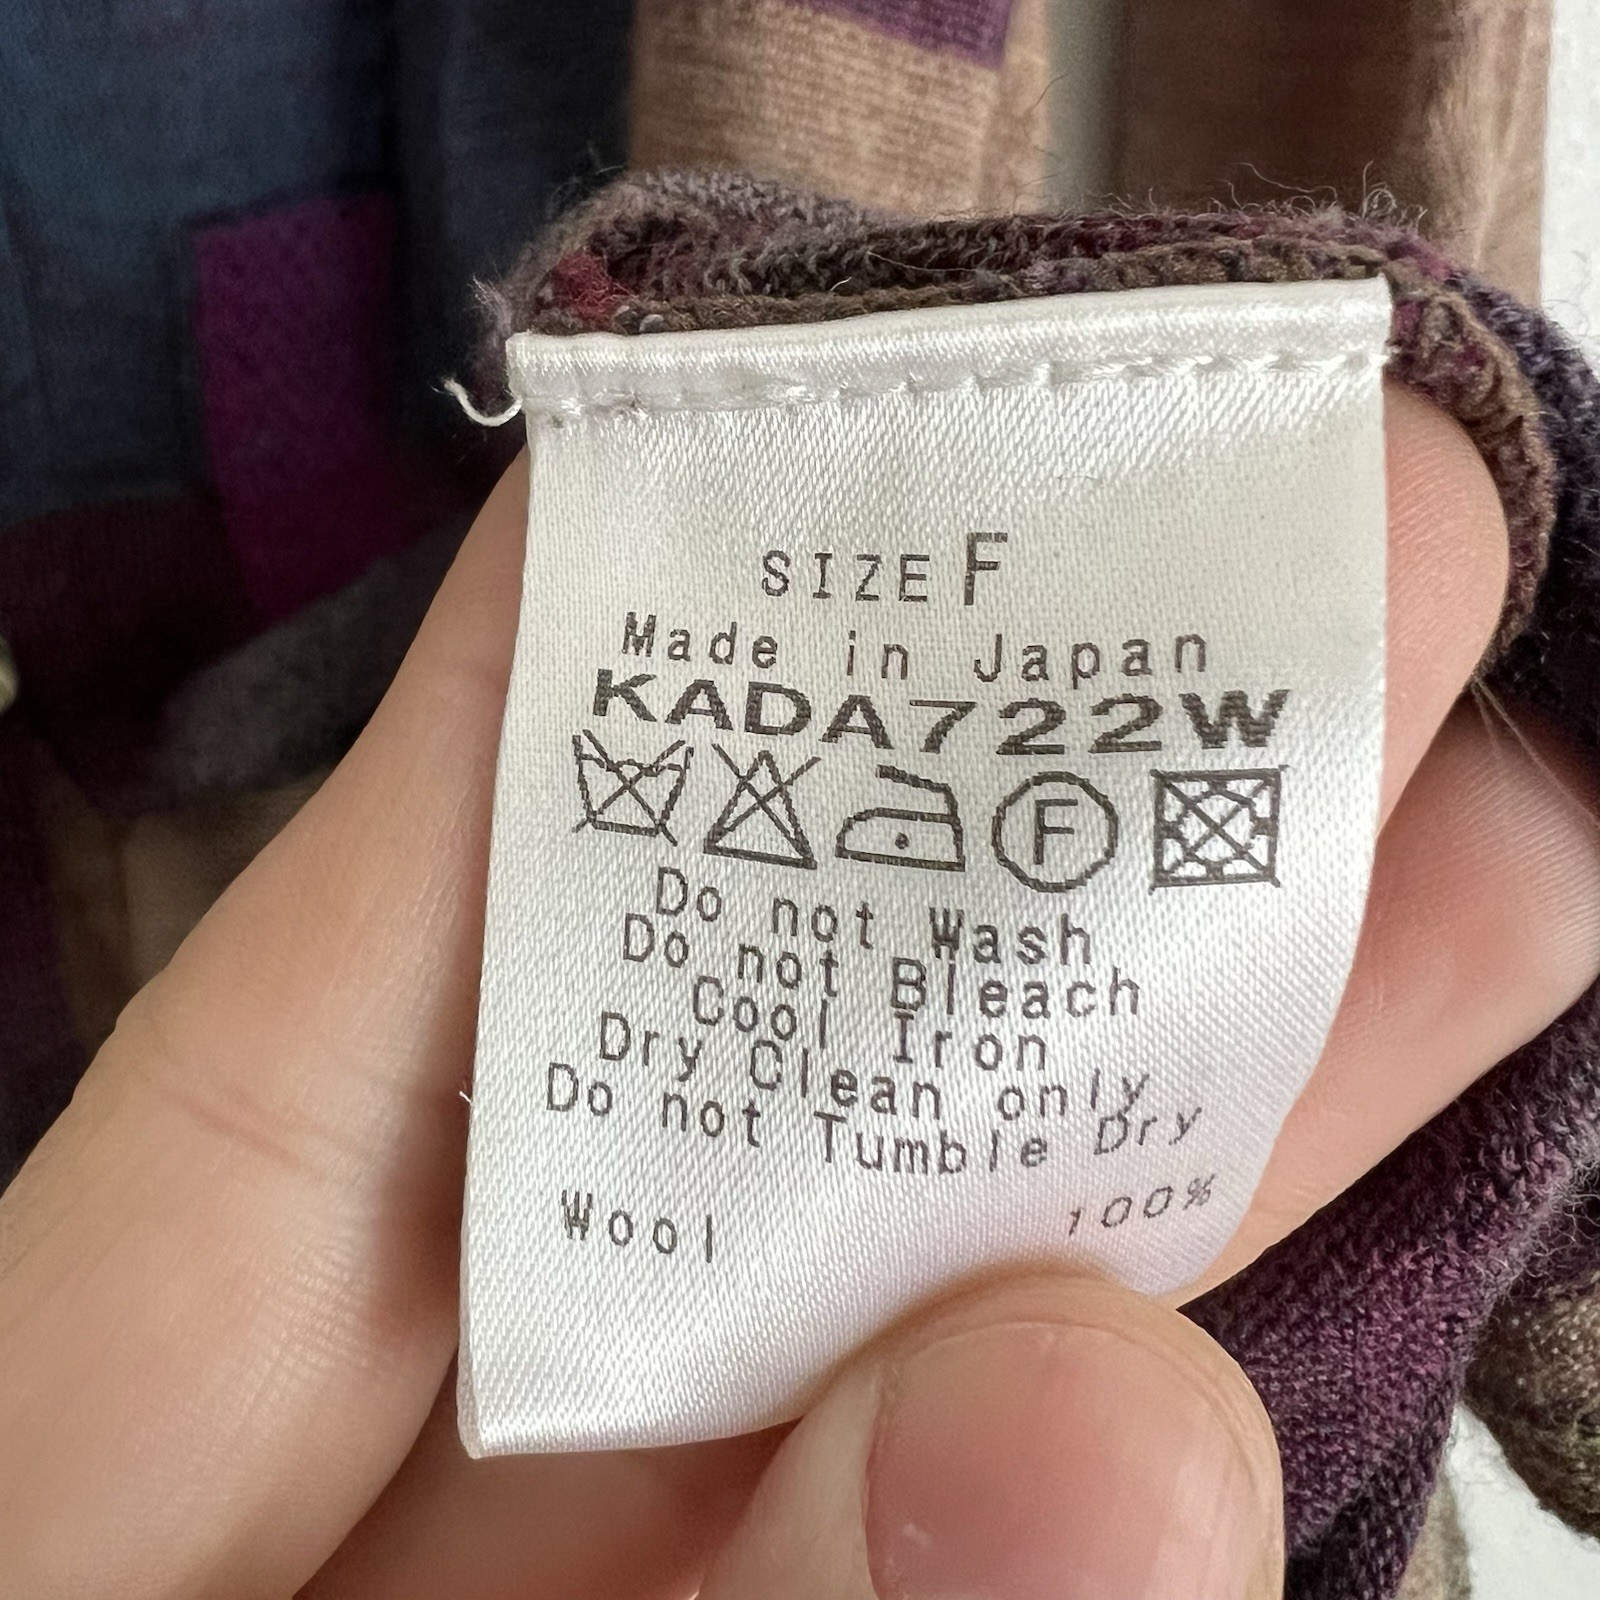 SIZE F
Made in Japan
KADA722W
F
Do not Wash
Do not Bleach
Cool Iron
Dry Clean only
Do not Tumble Dry
Wool 100%